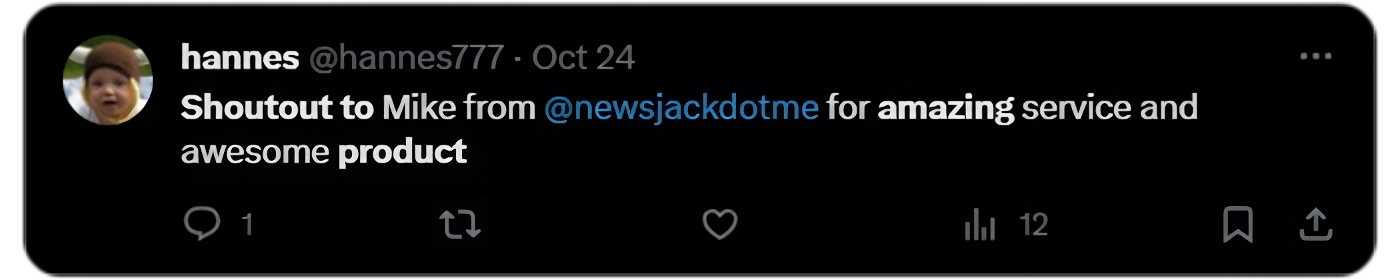 hannes @hannes777 · Oct 24
Shoutout to Mike from @newsjackdotme for amazing service and
awesome product
1 12